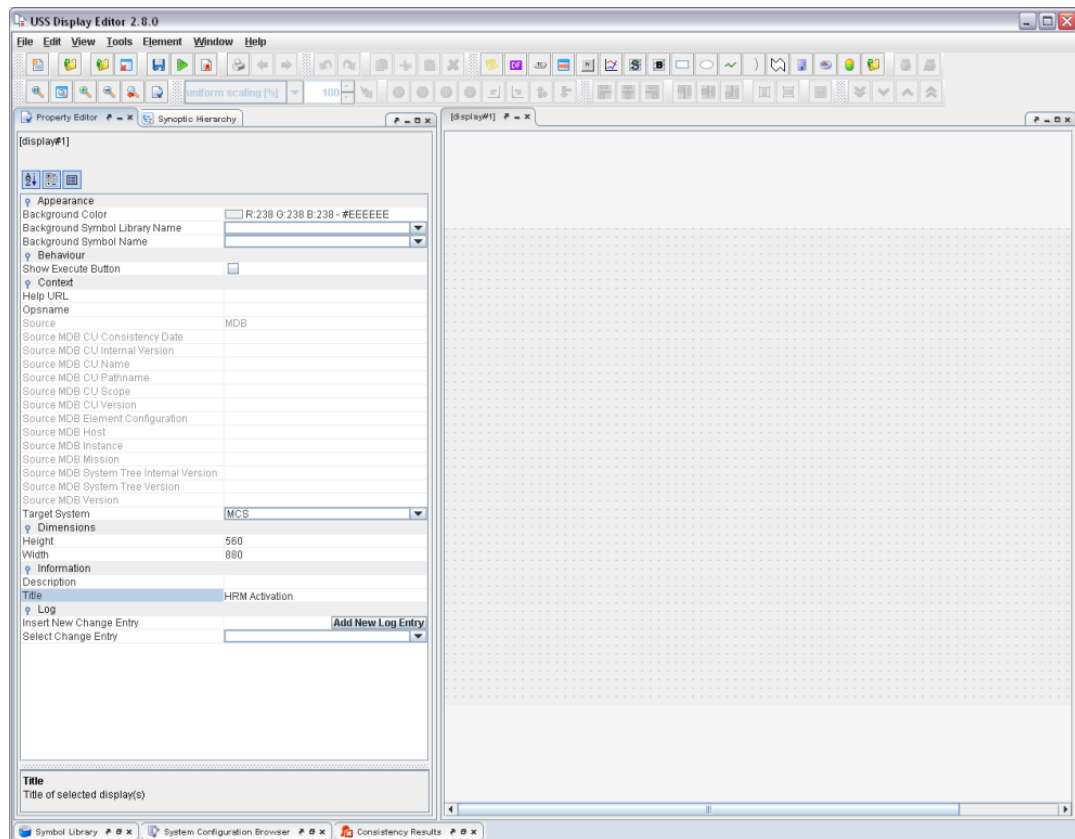 USS Display Editor 2.8.0
File Edit View Tools Element Window Help
uniform scaling [%] 100
Property Editor Synoptic Hierarchy [display#1]
[display#1]
Appearance
Background Color R:238 G:238 B:238 - #EEEEEE
Background Symbol Library Name
Background Symbol Name
Behaviour
Show Execute Button
Context
Help URL
Opsname
Source MDB
Source MDB CU Consistency Date
Source MDB CU Internal Version
Source MDB CU Name
Source MDB CU Pathname
Source MDB CU Scope
Source MDB CU Version
Source MDB Element Configuration
Source MDB Host
Source MDB Instance
Source MDB Mission
Source MDB System Tree Internal Version
Source MDB System Tree Version
Source MDB Version
Target System MCS
Dimensions
Height 560
Width 880
Information
Description
Title HRM Activation
Log
Insert New Change Entry Add New Log Entry
Select Change Entry
Title
Title of selected display(s)
Symbol Library System Configuration Browser Consistency Results